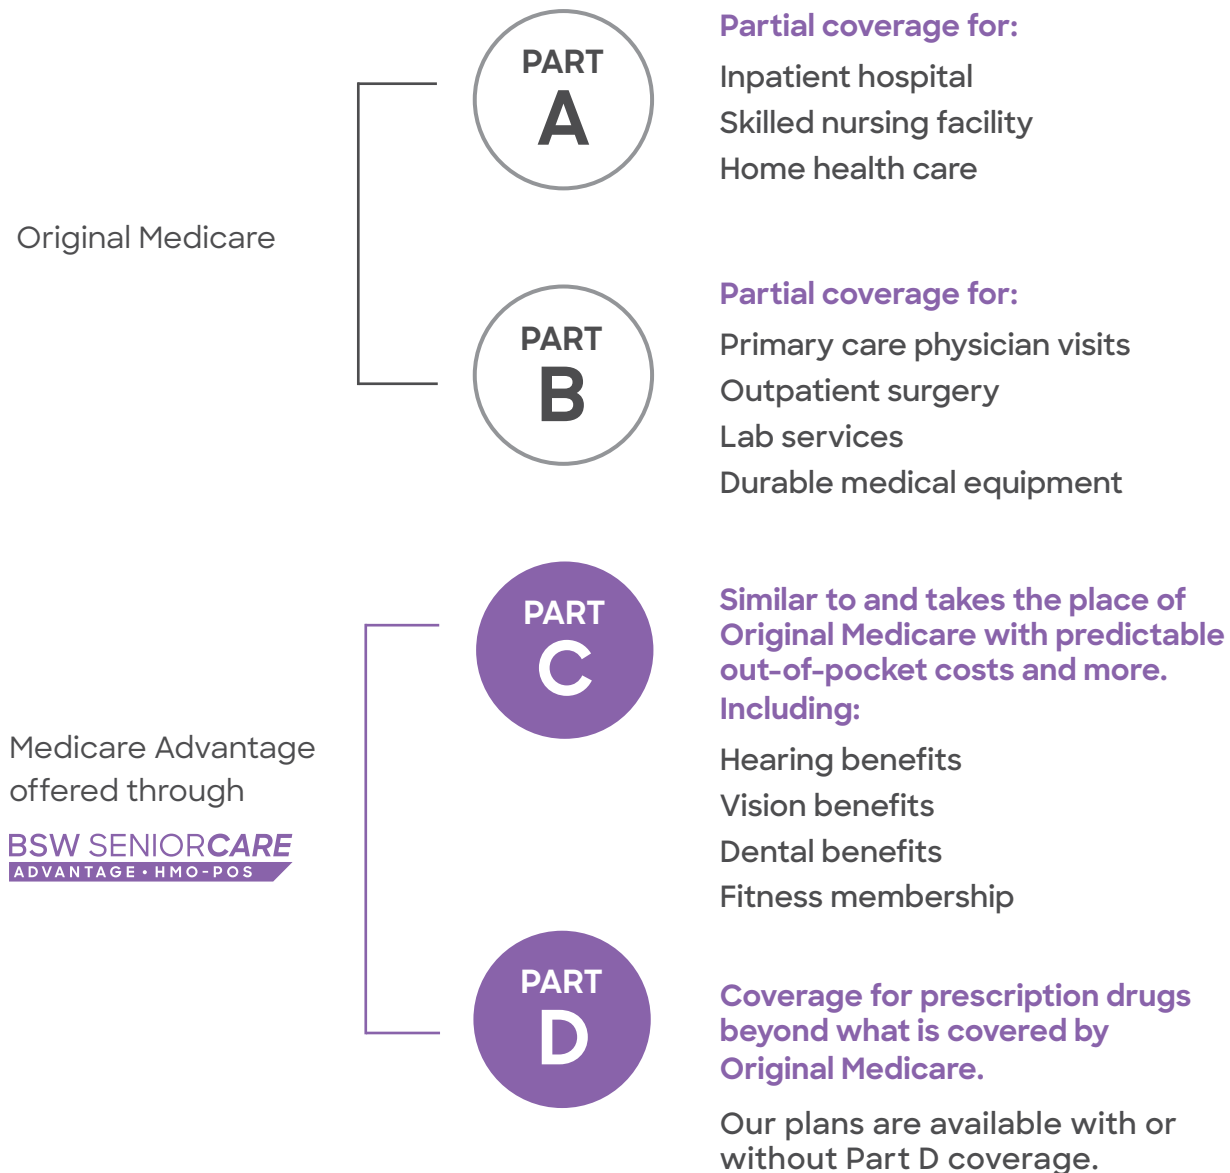 Original Medicare
PART
A
Partial coverage for:
Inpatient hospital
Skilled nursing facility
Home health care
PART
B
Partial coverage for:
Primary care physician visits
Outpatient surgery
Lab services
Durable medical equipment
Medicare Advantage
offered through
BSW SENIORCARE
ADVANTAGE • HMO-POS
PART
C
Similar to and takes the place of
Original Medicare with predictable
out-of-pocket costs and more.
Including:
Hearing benefits
Vision benefits
Dental benefits
Fitness membership
PART
D
Coverage for prescription drugs
beyond what is covered by
Original Medicare.
Our plans are available with or
without Part D coverage.